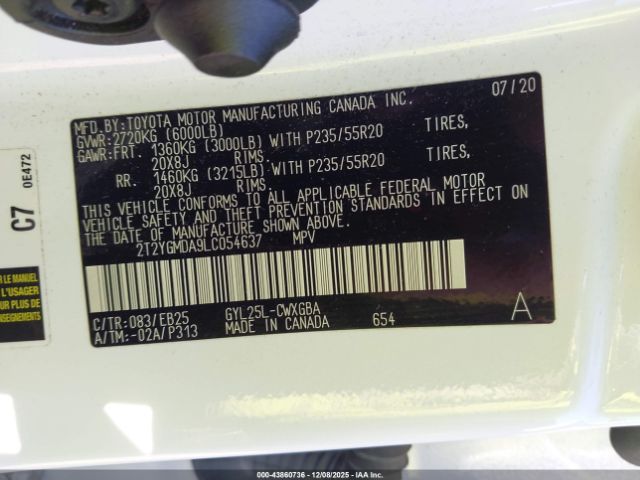 MFD.BY:TOYOTA MOTOR MANUFACTURING CANADA INC. 07/20
GVWR:2720KG (6000LB)
GAWR:FRT. 1360KG (3000LB) WITH P235/55R20 TIRES,
20X8J RIMS.
RR. 1460KG (3215LB) WITH P235/55R20 TIRES,
20X8J RIMS.
THIS VEHICLE CONFORMS TO ALL APPLICABLE FEDERAL MOTOR
VEHICLE SAFETY AND THEFT PREVENTION STANDARDS IN EFFECT ON
THE DATE OF MANUFACTURE SHOWN ABOVE.
2T2YGMDA9LC054637 MPV
C/TR:083/EB25 GYL25L-CWXGBA
A/TM:-02A/P313 MADE IN CANADA 654 A
C7 0E472
R LE MANUEL
L'USAGER
000-43860736 - 12/08/2025 - IAA Inc.